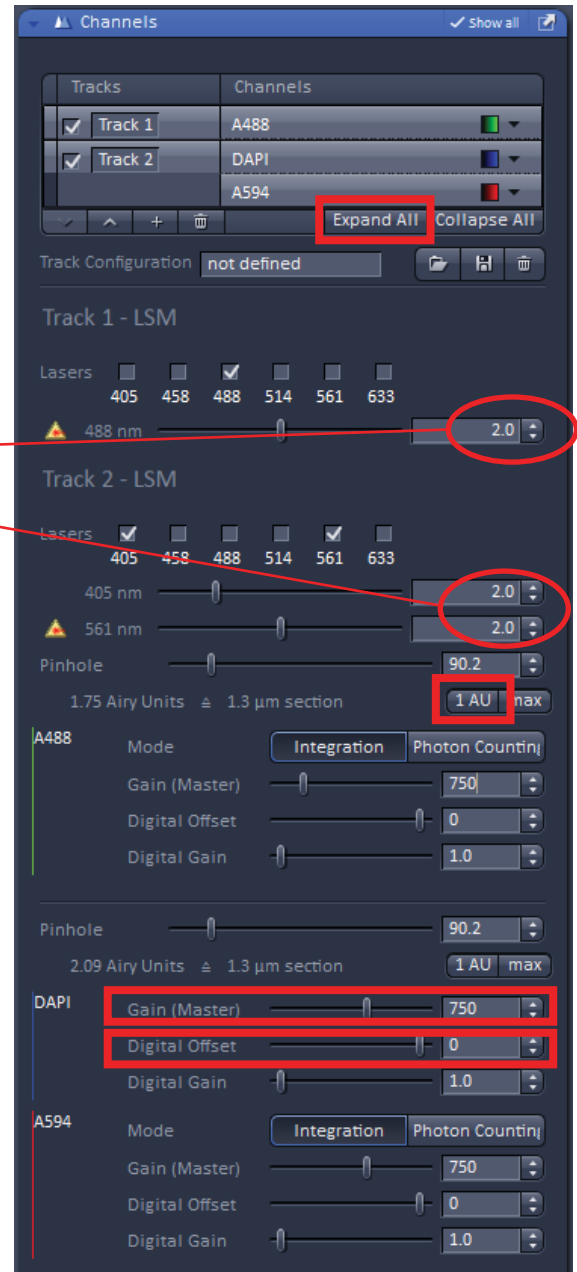 Channels Show all
Tracks Channels
Track 1 A488
Track 2 DAPI
A594
+ Expand All Collapse All
Track Configuration not defined
Track 1 - LSM
Lasers
405 458 488 514 561 633
488 nm 2.0
Track 2 - LSM
Lasers
405 458 488 514 561 633
405 nm 2.0
561 nm 2.0
Pinhole 90.2
1.75 Airy Units ≙ 1.3 µm section 1 AU max
A488 Mode Integration Photon Counting
Gain (Master) 750
Digital Offset 0
Digital Gain 1.0
Pinhole 90.2
2.09 Airy Units ≙ 1.3 µm section 1 AU max
DAPI Gain (Master) 750
Digital Offset 0
Digital Gain 1.0
A594 Mode Integration Photon Counting
Gain (Master) 750
Digital Offset 0
Digital Gain 1.0